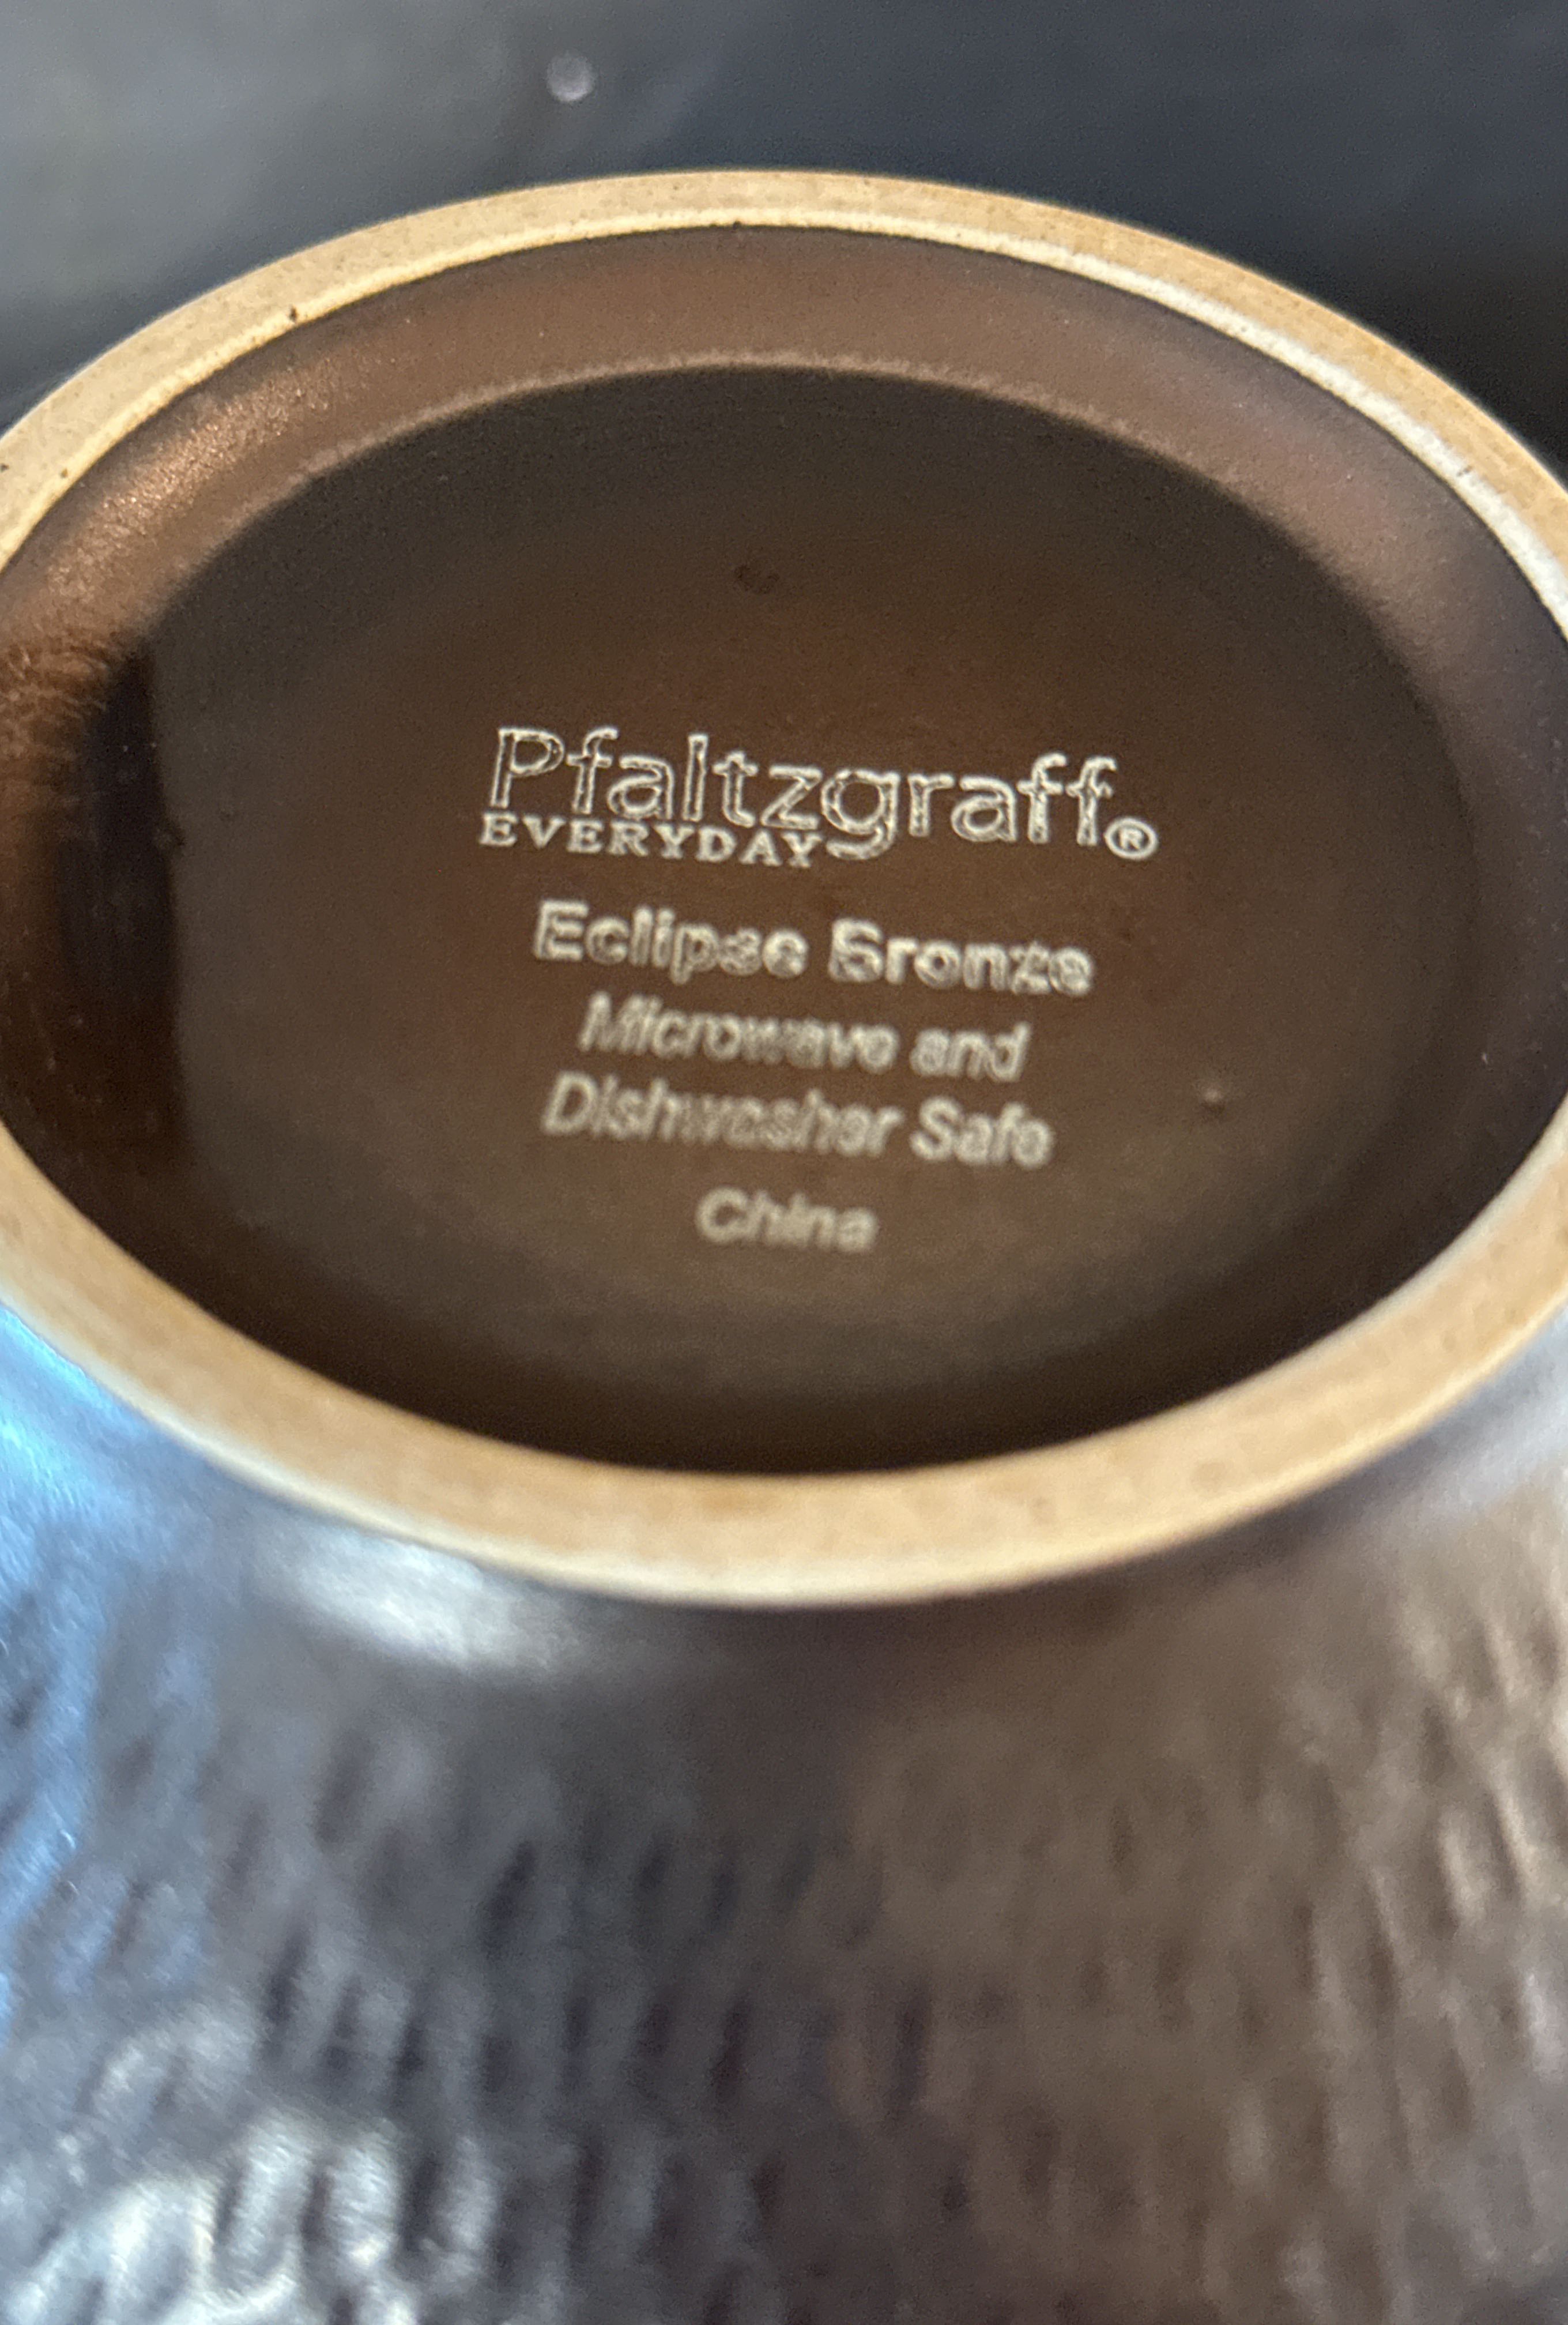 Pfaltzgraff®
EVERYDAY
Eclipse Bronze
Microwave and
Dishwasher Safe
China